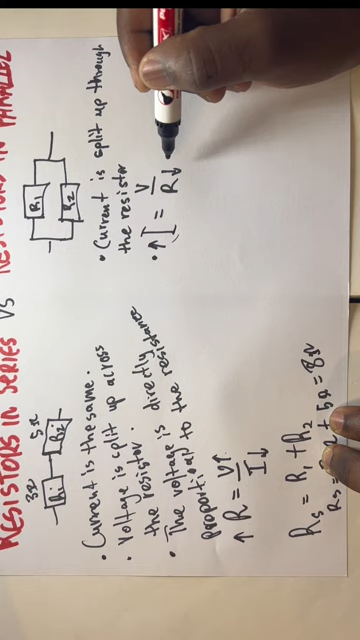 RESISTORS IN SERIES VS RESISTORS IN PARALLEL
3Ω 5Ω
R1 R2
• Current is the same.
• Voltage is split up across
the resistor.
• The voltage is directly
proportional to the resistance
↑ R = V↑
I↓
Rs = R1 + R2
Rs = + 5Ω = 8Ω
R1
R2
• Current is split up through
the resistor
• ↑ I = V
R↓